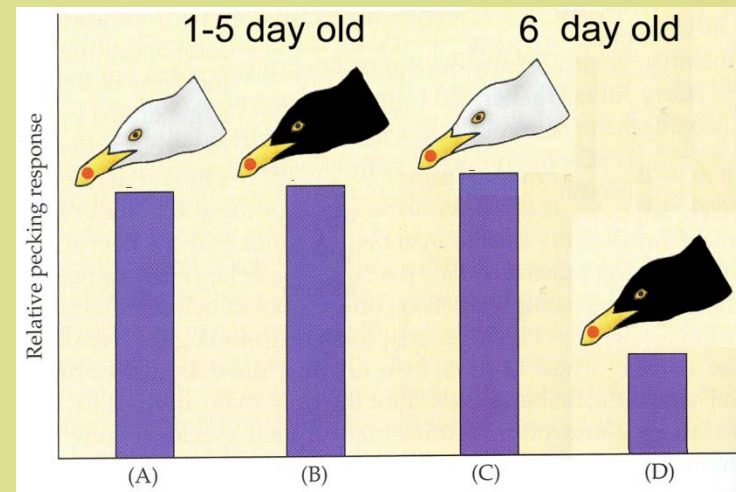 1-5 day old
6 day old
Relative pecking response
(A)
(B)
(C)
(D)